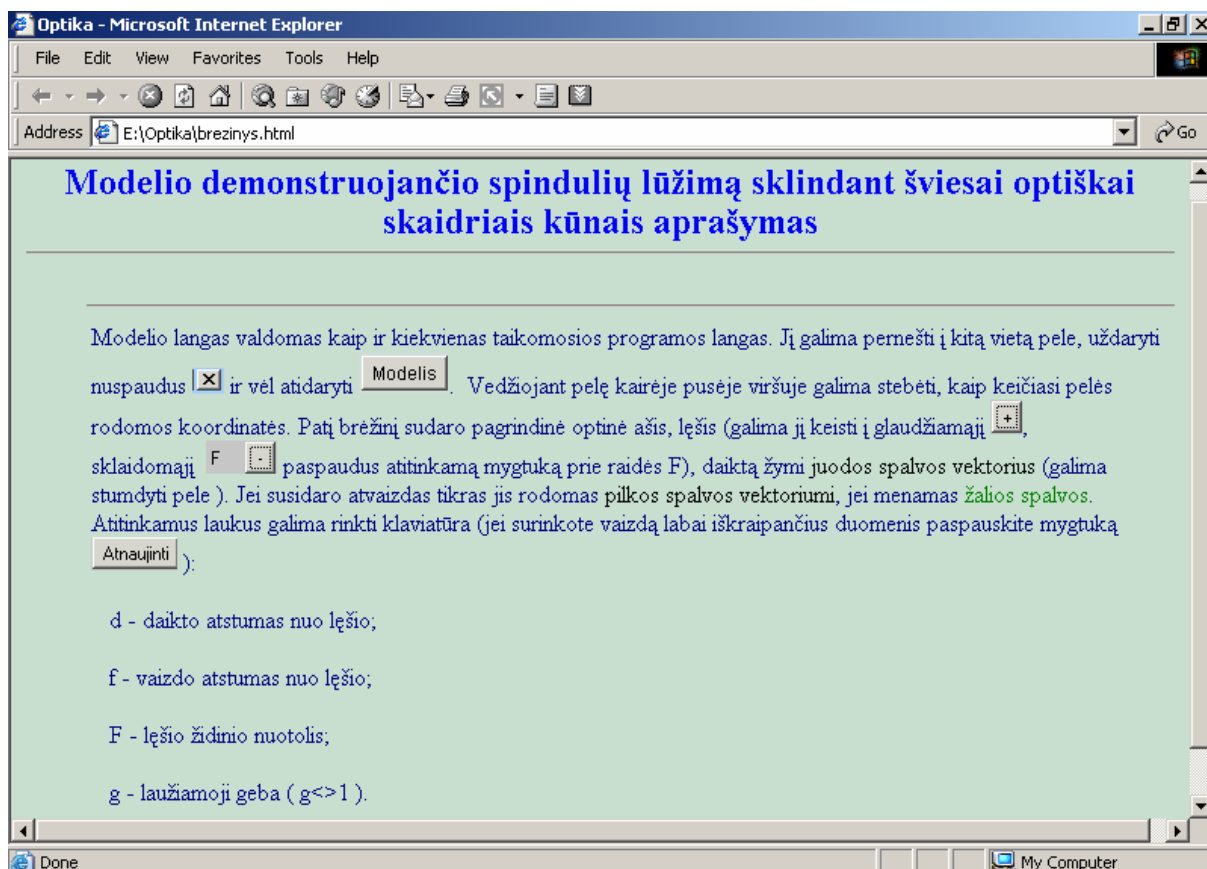 Optika - Microsoft Internet Explorer
File Edit View Favorites Tools Help
Address E:\Optika\brezinys.html Go
Modelio demonstruojančio spindulių lūžimą sklindant šviesai optiškai
skaidriais kūnais aprašymas
Modelio langas valdomas kaip ir kiekvienas taikomosios programos langas. Jį galima pernešti į kitą vietą pele, uždaryti
nuspaudus X ir vėl atidaryti Modelis . Vedžiojant pelę kairėje pusėje viršuje galima stebėti, kaip keičiasi pelės
rodomos koordinatės. Patį brėžinį sudaro pagrindinė optinė ašis, lęšis (galima jį keisti į glaudžiamąjį + ,
sklaidomąjį F - paspaudus atitinkamą mygtuką prie raidės F), daiktą žymi juodos spalvos vektorius (galima
stumdyti pele ). Jei susidaro atvaizdas tikras jis rodomas pilkos spalvos vektoriumi, jei menamas žalios spalvos.
Atitinkamus laukus galima rinkti klaviatūra (jei surinkote vaizdą labai iškraipančius duomenis paspauskite mygtuką
Atnaujinti ):
d - daikto atstumas nuo lęšio;
f - vaizdo atstumas nuo lęšio;
F - lęšio židinio nuotolis;
g - laužiamoji geba ( g<>1 ).
Done My Computer